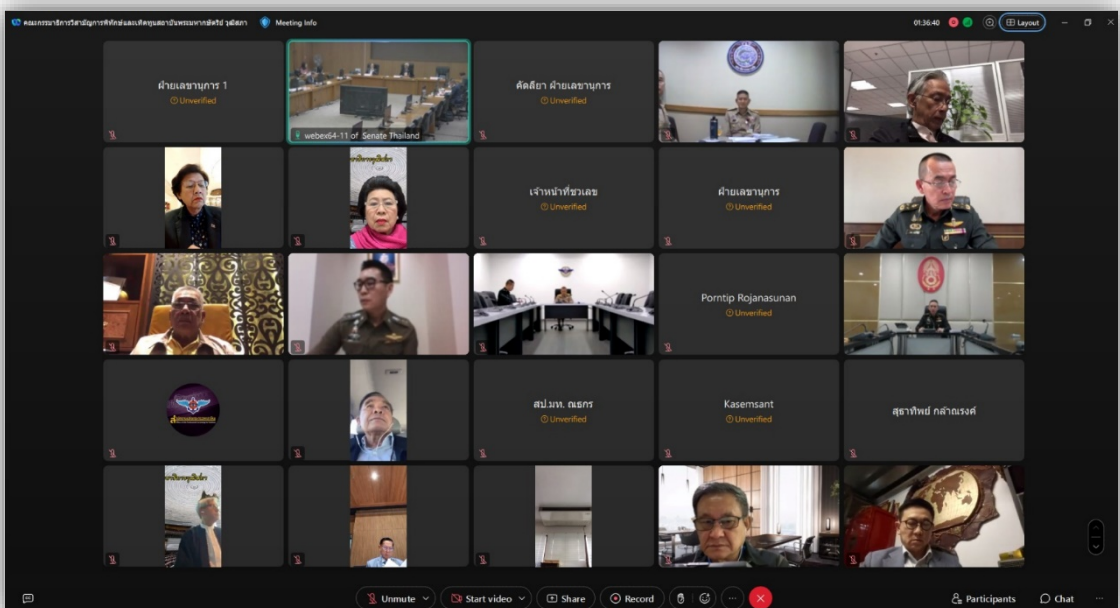 คณะกรรมาธิการวิสามัญการพิทักษ์และเทิดทูนสถาบันพระมหากษัตริย์ วุฒิสภา
Meeting Info
01:36:40
Layout
ฝ่ายเลขานุการ 1
Unverified
webex64-11 of Senate Thailand
คัดลียา ฝ่ายเลขานุการ
Unverified
เจ้าหน้าที่ชวเลข
Unverified
ฝ่ายเลขานุการ
Unverified
Porntip Rojanasunan
Unverified
สป.มท. ณธกร
Unverified
Kasemsant
Unverified
สุธาทิพย์ กล้าณรงค์
Unmute
Start video
Share
Record
Participants
Chat